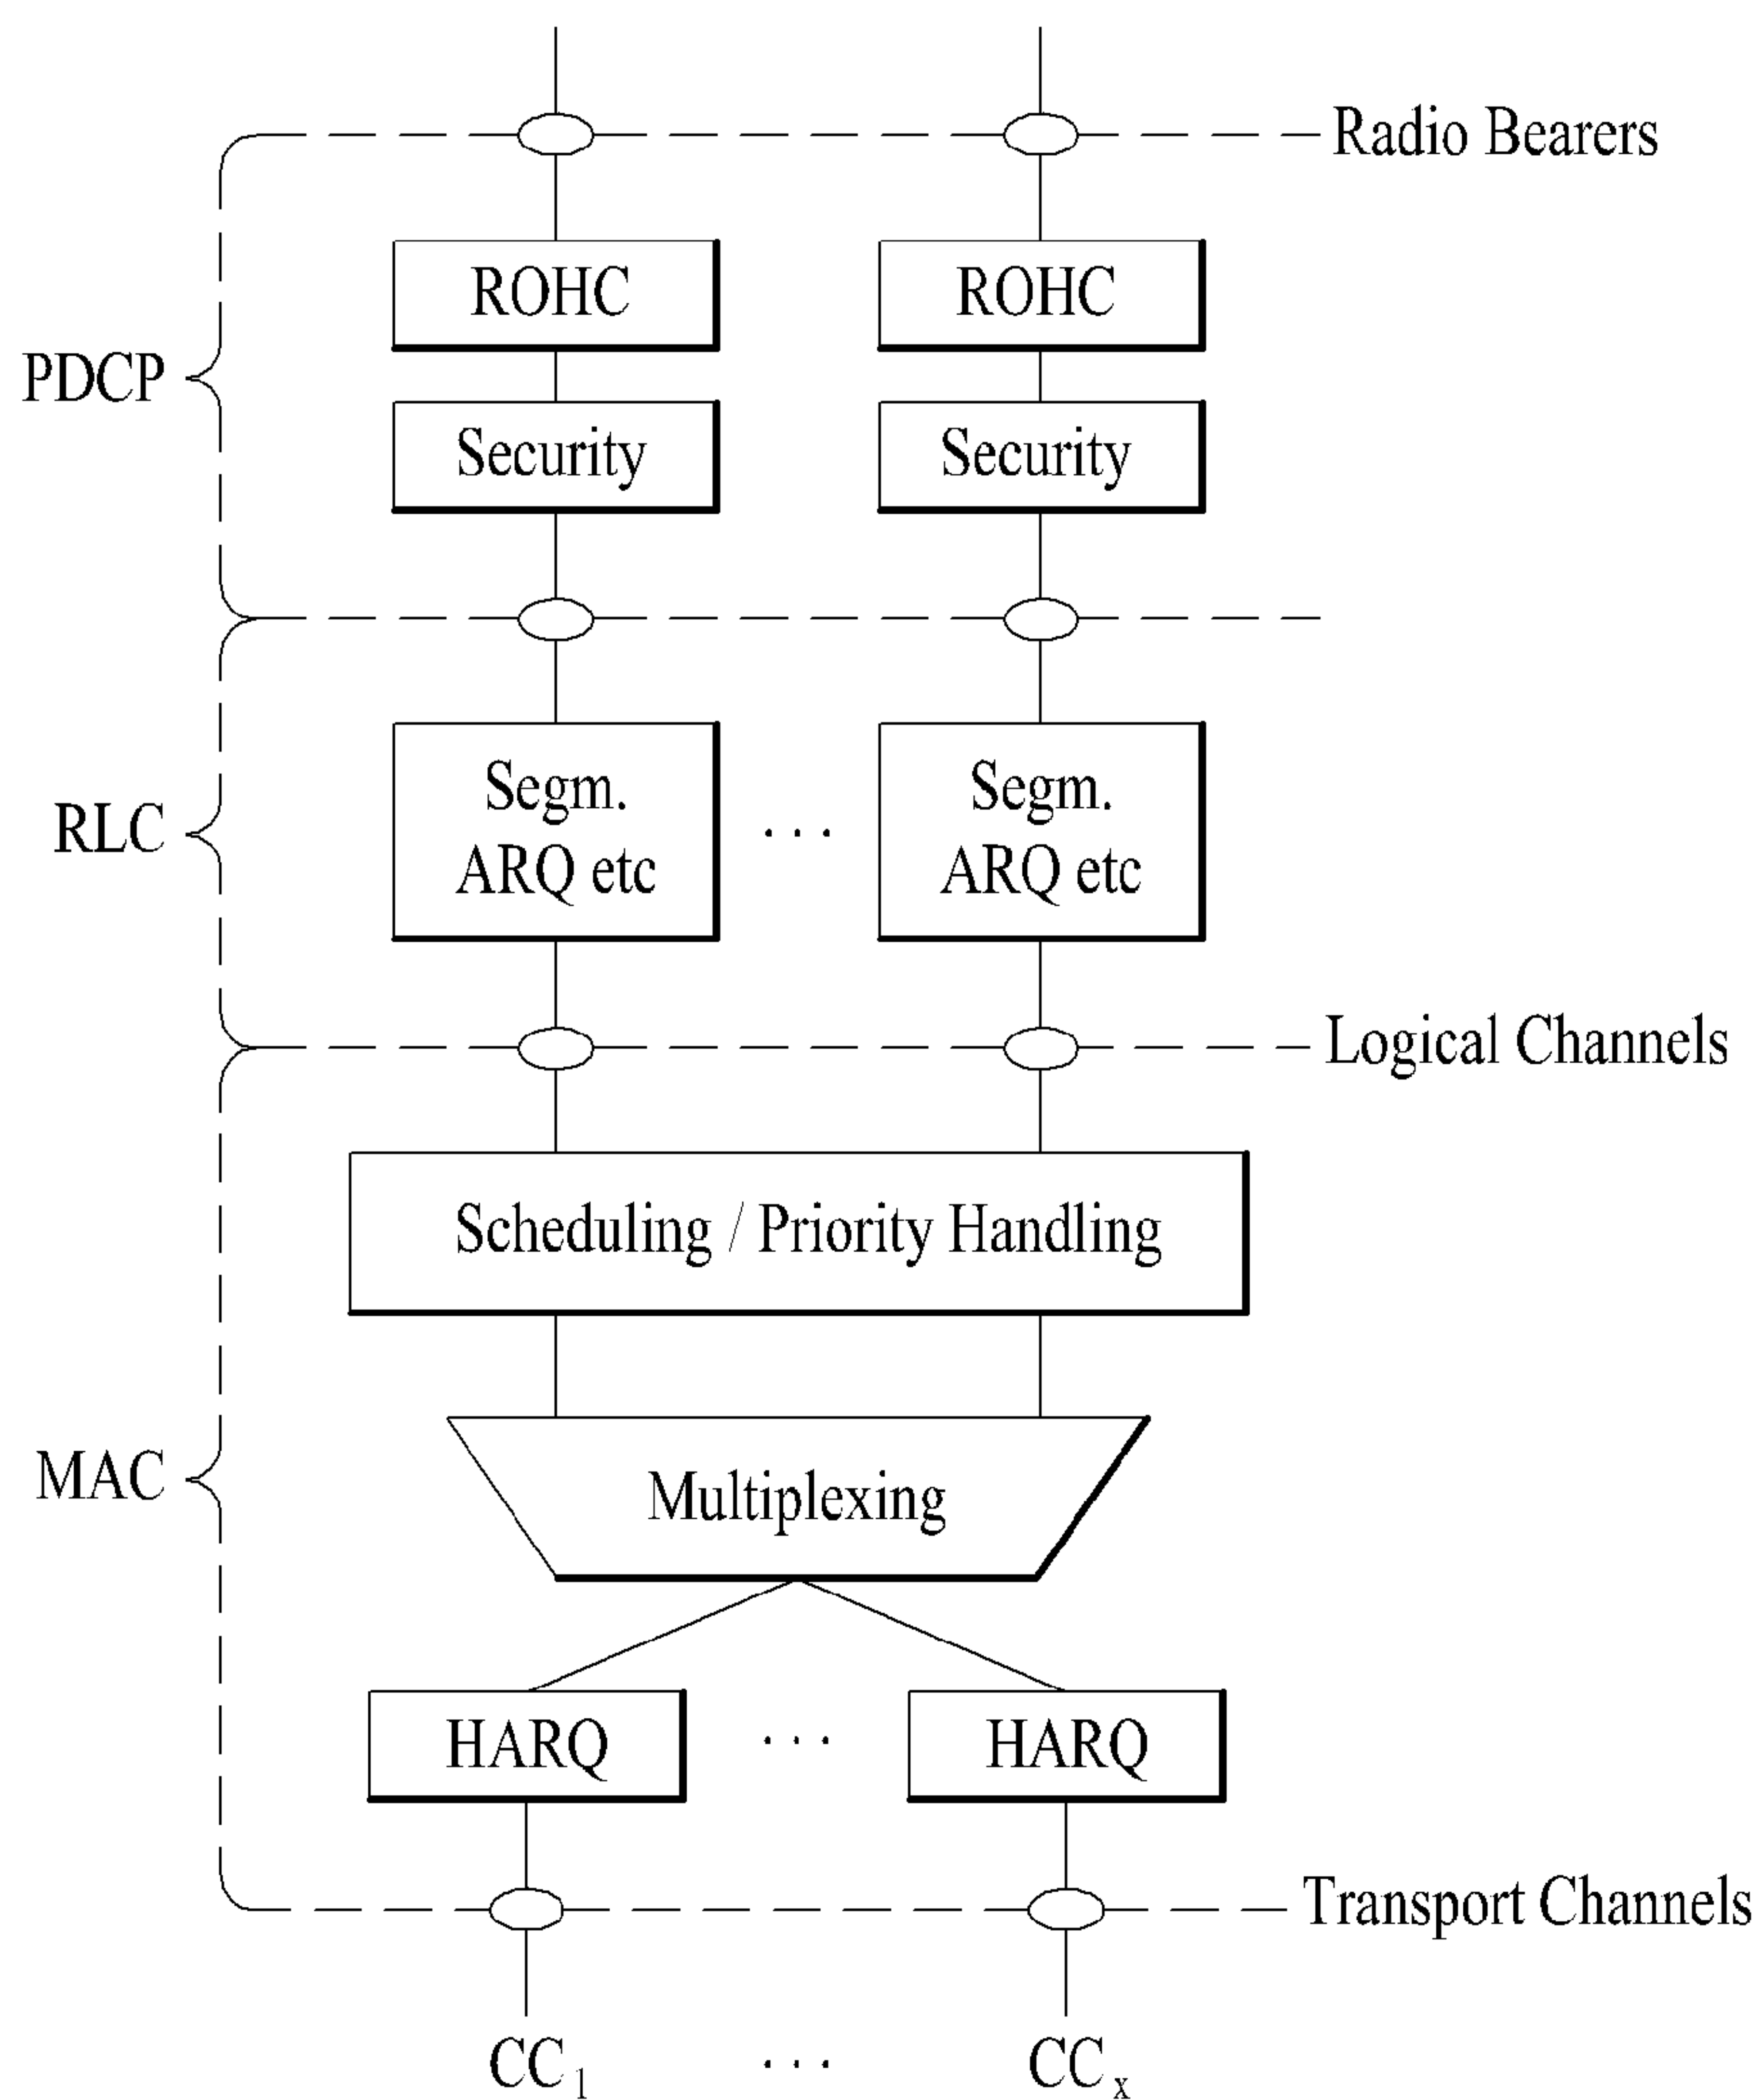 Radio Bearers
ROHC ROHC
PDCP
Security Security
Segm. Segm.
RLC ...
ARQ etc ARQ etc
Logical Channels
Scheduling / Priority Handling
MAC
Multiplexing
HARQ ... HARQ
Transport Channels
CC1 ... CCx